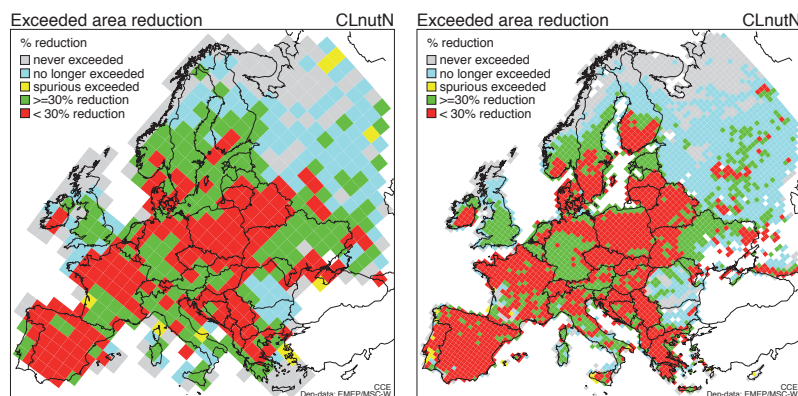 Exceeded area reduction CLnutN
% reduction
never exceeded
no longer exceeded
spurious exceeded
>=30% reduction
< 30% reduction
CCE
Dep-data: EMEP/MSC-W
Exceeded area reduction CLnutN
% reduction
never exceeded
no longer exceeded
spurious exceeded
>=30% reduction
< 30% reduction
CCE
Dep-data: EMEP/MSC-W